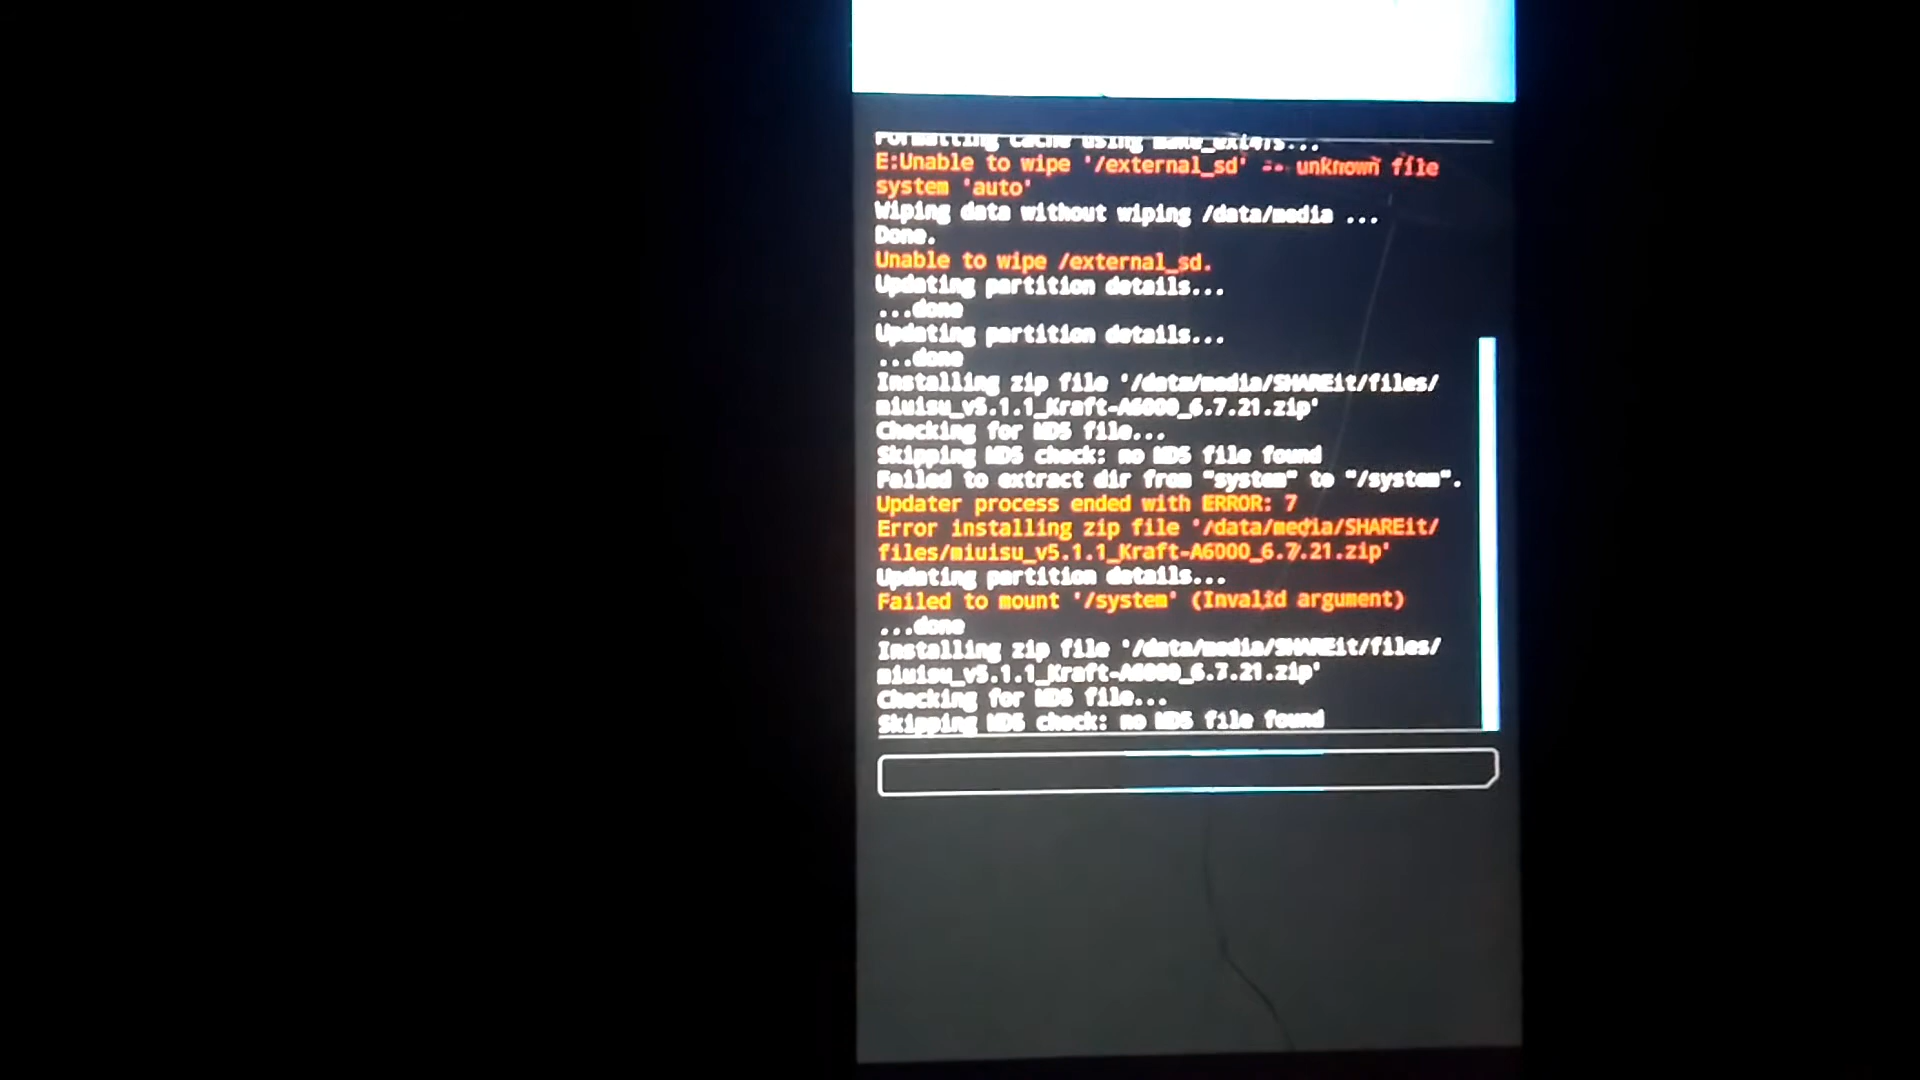 Formatting cache using make_ext4fs...
E:Unable to wipe '/external_sd' -- unknown file
system 'auto'
Wiping data without wiping /data/media ...
Done.
Unable to wipe /external_sd.
Updating partition details...
...done
Updating partition details...
...done
Installing zip file '/data/media/SHAREit/files/
miuisu_v5.1.1_Kraft-A6000_6.7.21.zip'
Checking for MD5 file...
Skipping MD5 check: no MD5 file found
Failed to extract dir from "system" to "/system".
Updater process ended with ERROR: 7
Error installing zip file '/data/media/SHAREit/
files/miuisu_v5.1.1_Kraft-A6000_6.7.21.zip'
Updating partition details...
Failed to mount '/system' (Invalid argument)
...done
Installing zip file '/data/media/SHAREit/files/
miuisu_v5.1.1_Kraft-A6000_6.7.21.zip'
Checking for MD5 file...
Skipping MD5 check: no MD5 file found